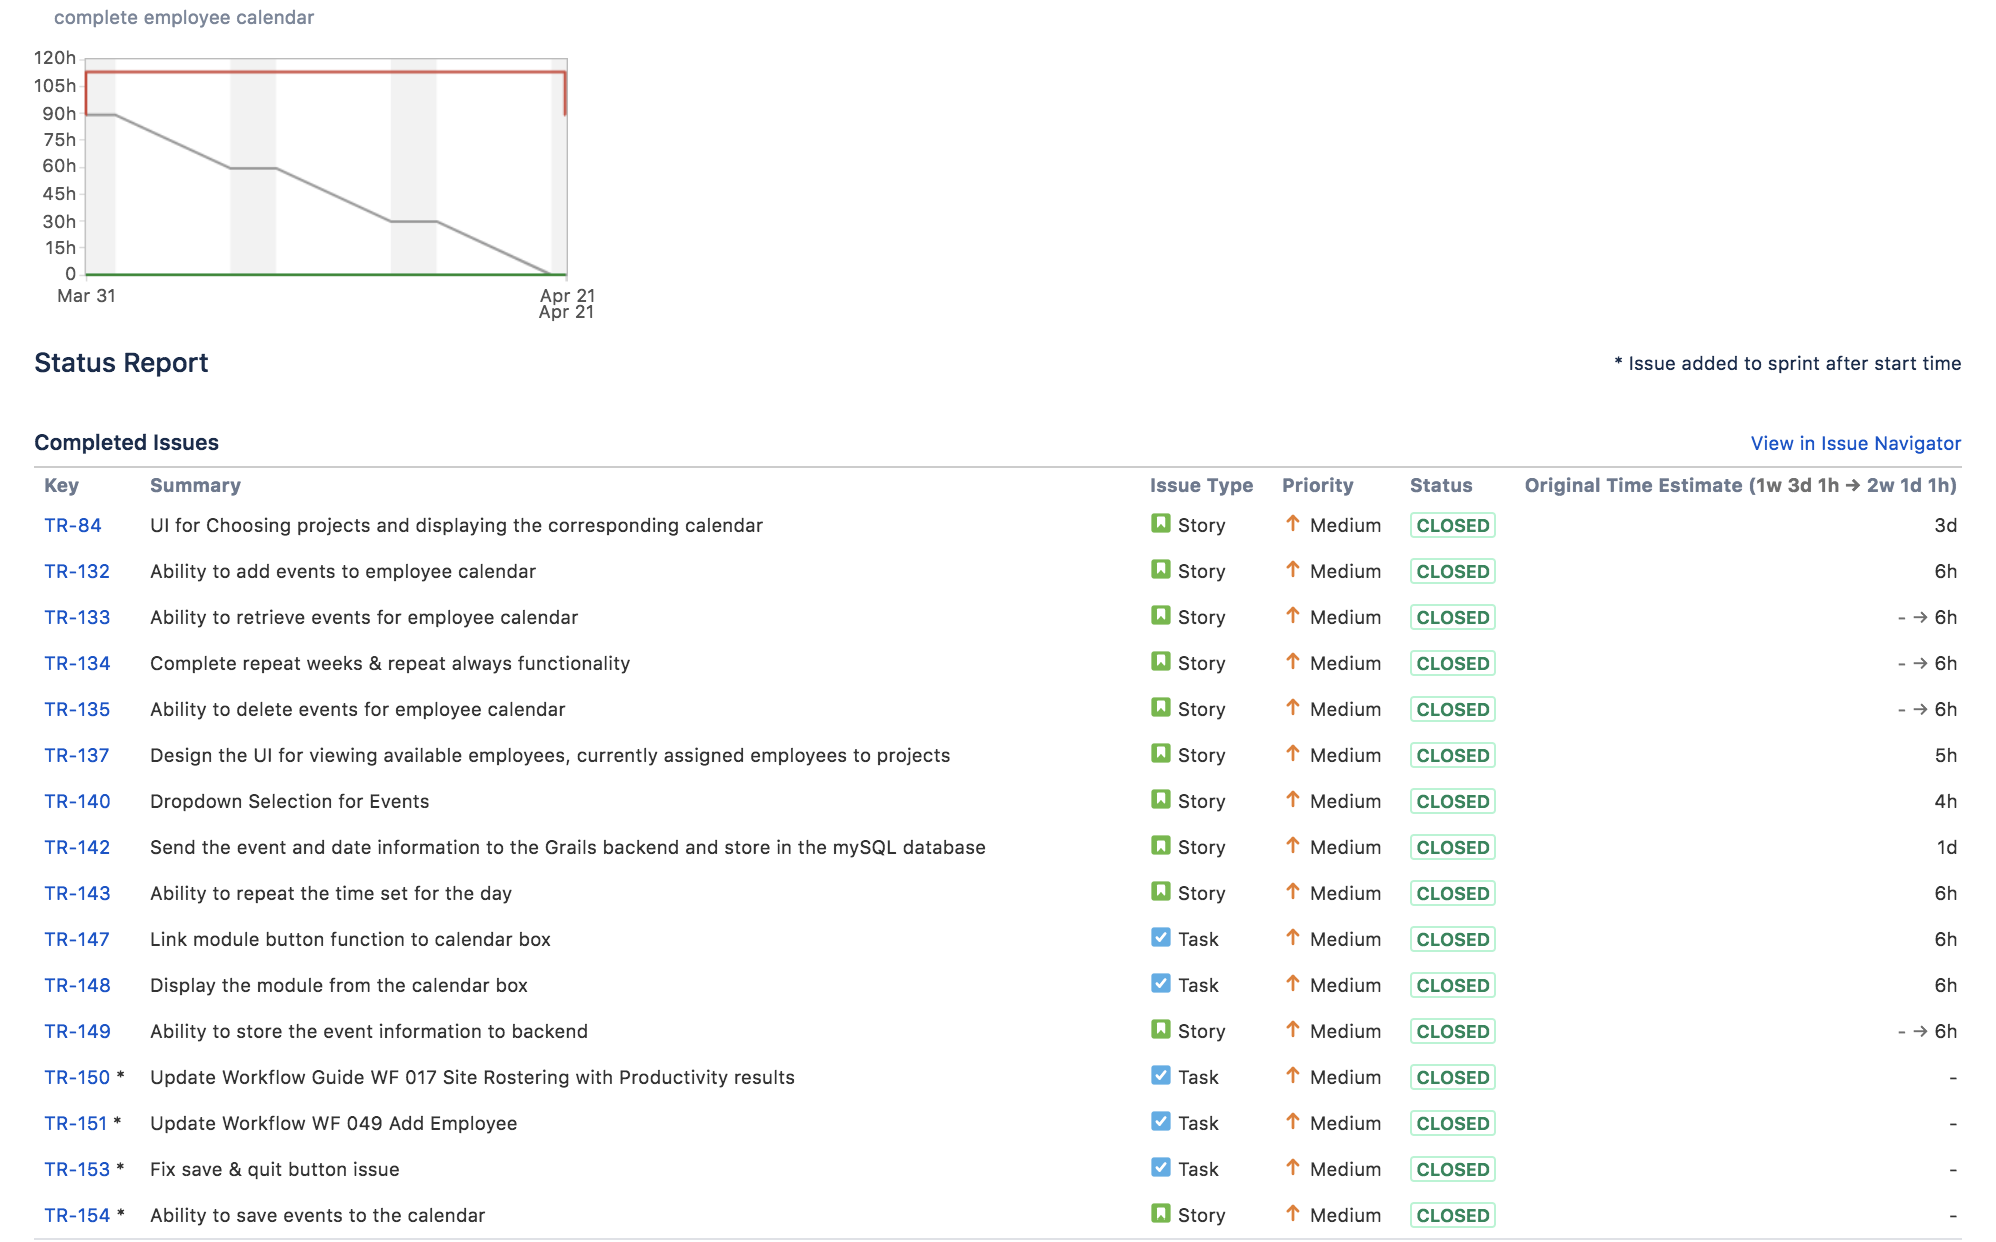 complete employee calendar
120h
105h
90h
75h
60h
45h
30h
15h
0
Mar 31 Apr 21
Apr 21
Status Report * Issue added to sprint after start time
Completed Issues View in Issue Navigator
Key Summary Issue Type Priority Status Original Time Estimate (1w 3d 1h → 2w 1d 1h)
TR-84 UI for Choosing projects and displaying the corresponding calendar Story Medium CLOSED 3d
TR-132 Ability to add events to employee calendar Story Medium CLOSED 6h
TR-133 Ability to retrieve events for employee calendar Story Medium CLOSED - → 6h
TR-134 Complete repeat weeks & repeat always functionality Story Medium CLOSED - → 6h
TR-135 Ability to delete events for employee calendar Story Medium CLOSED - → 6h
TR-137 Design the UI for viewing available employees, currently assigned employees to projects Story Medium CLOSED 5h
TR-140 Dropdown Selection for Events Story Medium CLOSED 4h
TR-142 Send the event and date information to the Grails backend and store in the mySQL database Story Medium CLOSED 1d
TR-143 Ability to repeat the time set for the day Story Medium CLOSED 6h
TR-147 Link module button function to calendar box Task Medium CLOSED 6h
TR-148 Display the module from the calendar box Task Medium CLOSED 6h
TR-149 Ability to store the event information to backend Story Medium CLOSED - → 6h
TR-150 * Update Workflow Guide WF 017 Site Rostering with Productivity results Task Medium CLOSED -
TR-151 * Update Workflow WF 049 Add Employee Task Medium CLOSED -
TR-153 * Fix save & quit button issue Task Medium CLOSED -
TR-154 * Ability to save events to the calendar Story Medium CLOSED -